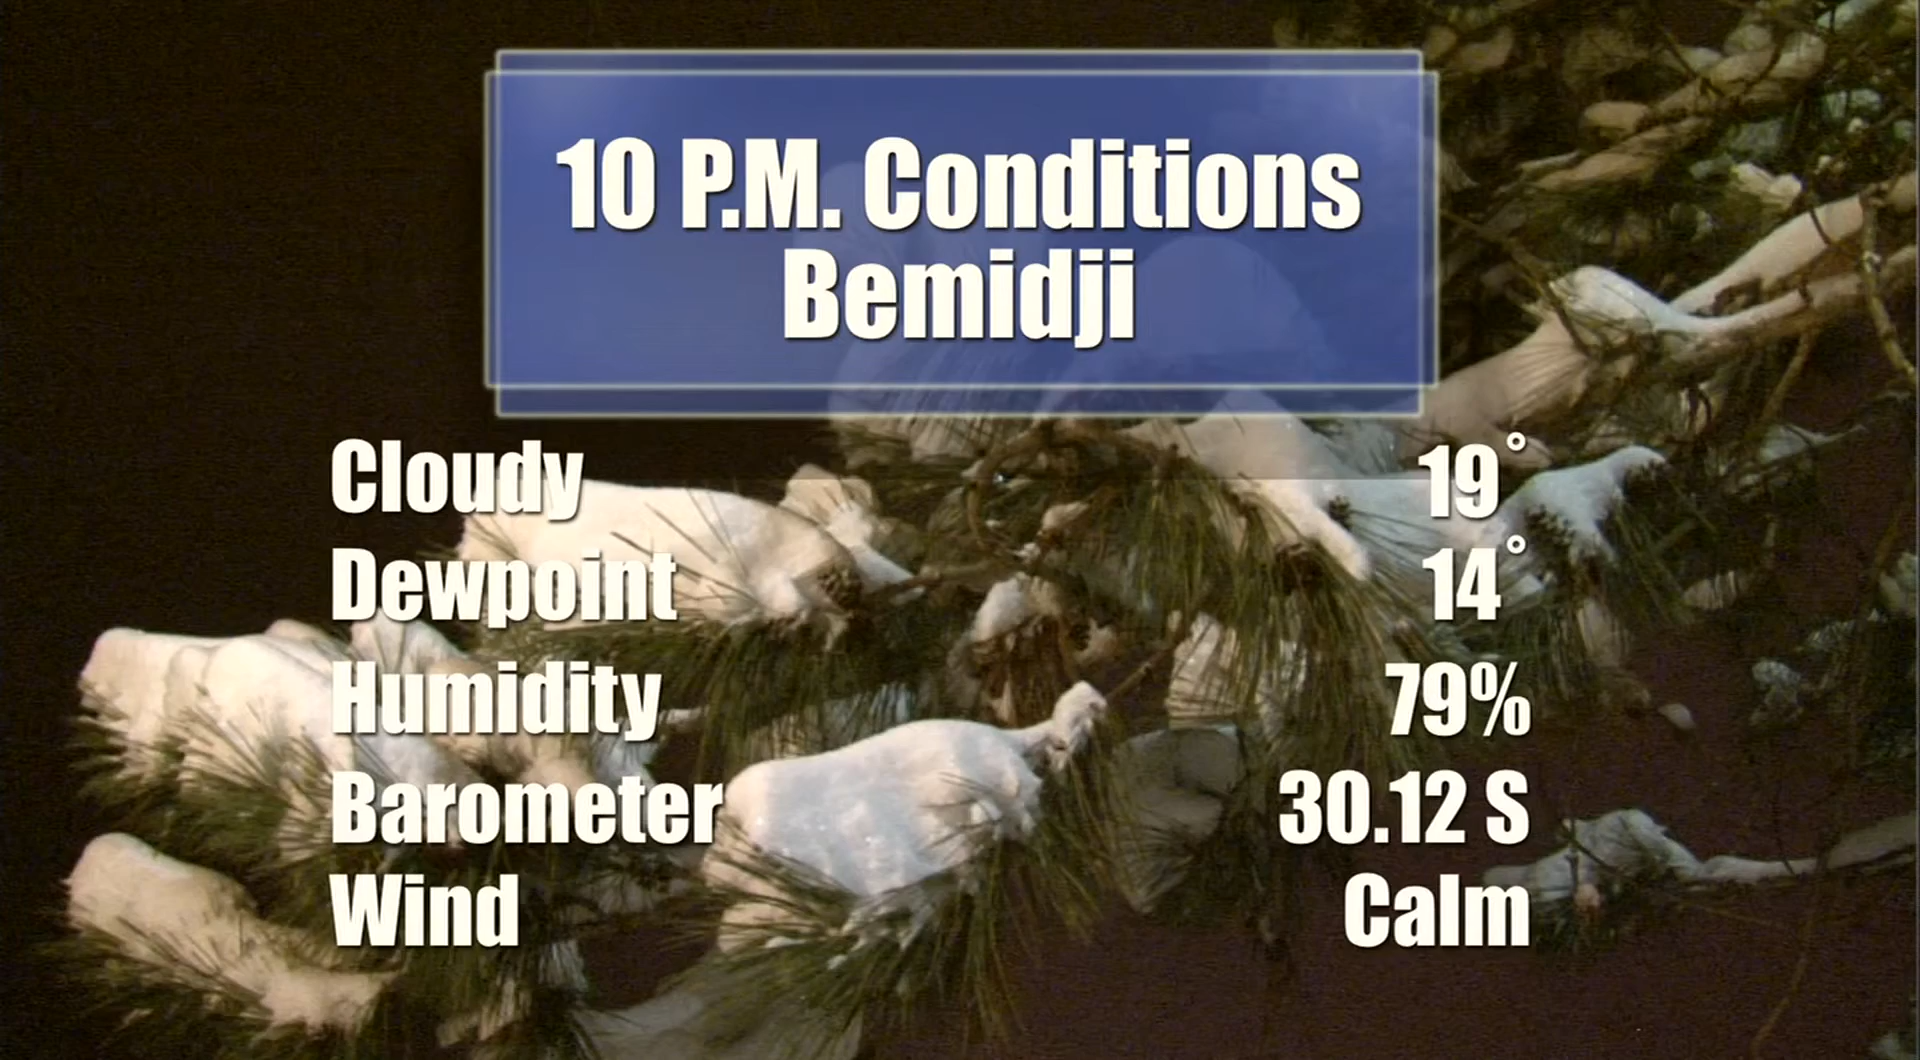 10 P.M. Conditions
Bemidji
Cloudy 19°
Dewpoint 14°
Humidity 79%
Barometer 30.12 S
Wind Calm